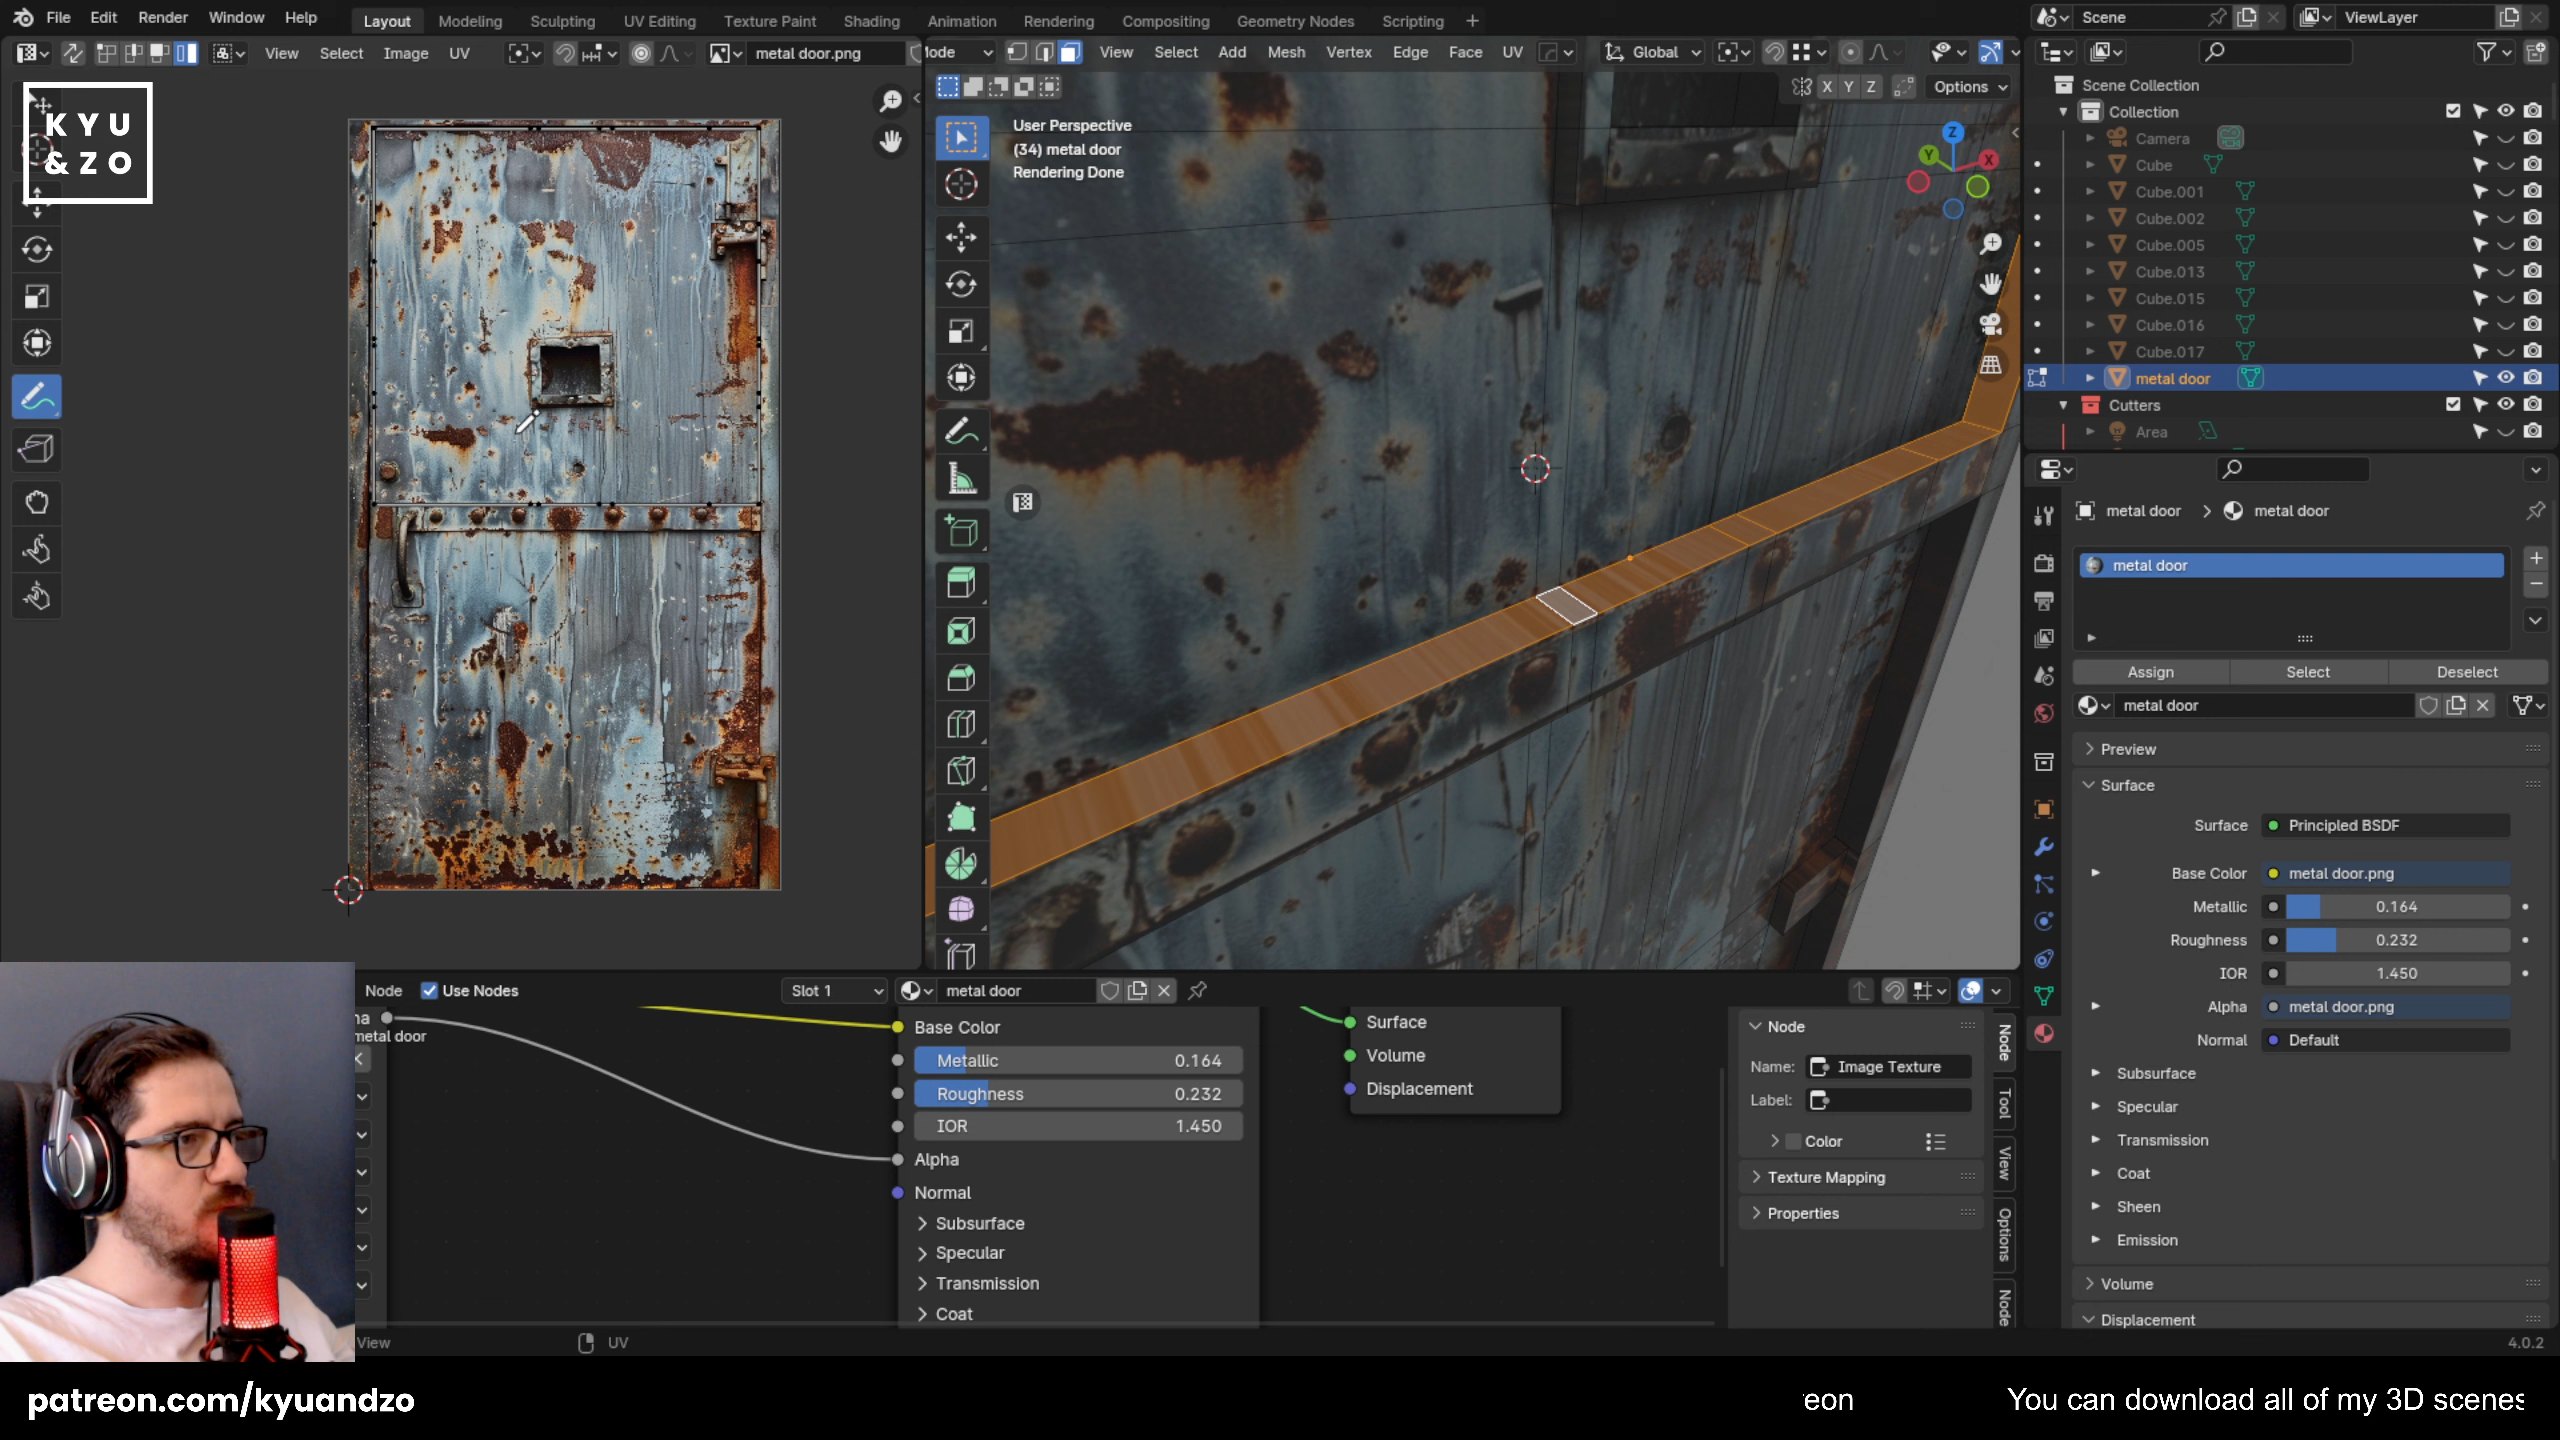 File Edit Render Window Help Layout Modeling Sculpting UV Editing Texture Paint Shading Animation Rendering Compositing Geometry Nodes Scripting Scene ViewLayer
View Select Image UV metal door.png
Mode View Select Add Mesh Vertex Edge Face UV Global
X Y Z Options
KYU
&ZO
User Perspective
(34) metal door
Rendering Done
Z
Y
X
Scene Collection
Collection
Camera
Cube
Cube.001
Cube.002
Cube.005
Cube.013
Cube.015
Cube.016
Cube.017
metal door
Cutters
Area
metal door > metal door
metal door
Assign Select Deselect
metal door
Preview
Surface
Surface Principled BSDF
Base Color metal door.png
Metallic 0.164
Roughness 0.232
IOR 1.450
Alpha metal door.png
Normal Default
Subsurface
Specular
Transmission
Coat
Sheen
Emission
Volume
Displacement
Node Use Nodes Slot 1 metal door
metal door
Base Color
Metallic 0.164
Roughness 0.232
IOR 1.450
Alpha
Normal
Subsurface
Specular
Transmission
Coat
Surface
Volume
Displacement
Node
Name: Image Texture
Label:
Color
Texture Mapping
Properties
Node
Tool
View
Options
Node
View UV 4.0.2
patreon.com/kyuandzo
eon You can download all of my 3D scenes